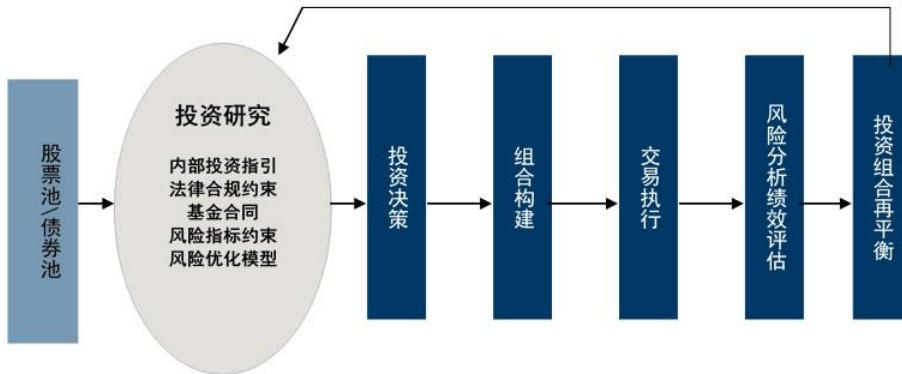 股票池\债券池
投资研究
内部投资指引
法律合规约束
基金合同
风险指标约束
风险优化模型
投资决策
组合构建
交易执行
风险分析绩效评估
投资组合再平衡